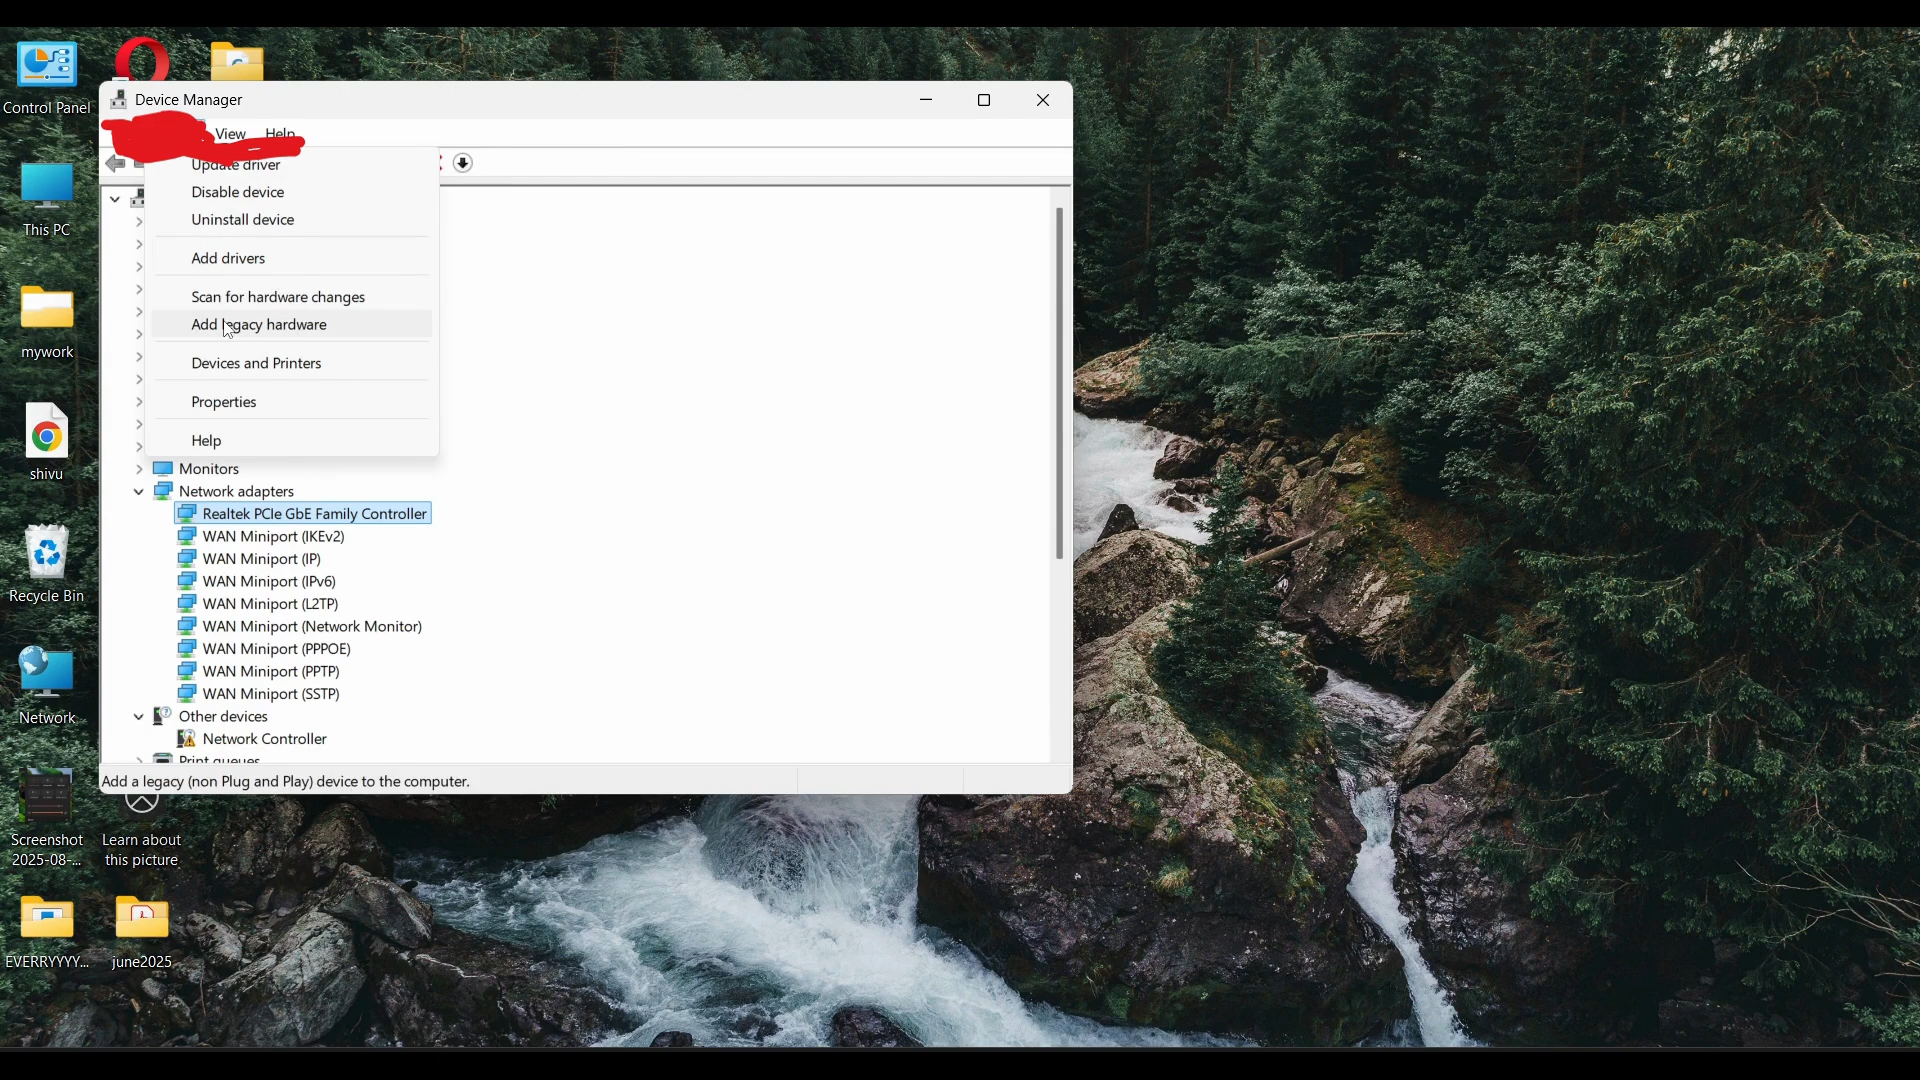 Control Panel
Device Manager
View Help
Update driver
Disable device
Uninstall device
Add drivers
Scan for hardware changes
Add legacy hardware
Devices and Printers
Properties
Help
Monitors
Network adapters
Realtek PCIe GbE Family Controller
WAN Miniport (IKEv2)
WAN Miniport (IP)
WAN Miniport (IPv6)
WAN Miniport (L2TP)
WAN Miniport (Network Monitor)
WAN Miniport (PPPOE)
WAN Miniport (PPTP)
WAN Miniport (SSTP)
Other devices
Network Controller
Print queues
Add a legacy (non Plug and Play) device to the computer.
This PC
mywork
shivu
Recycle Bin
Network
Screenshot
2025-08-...
Learn about
this picture
EVERRYYYY...
june2025